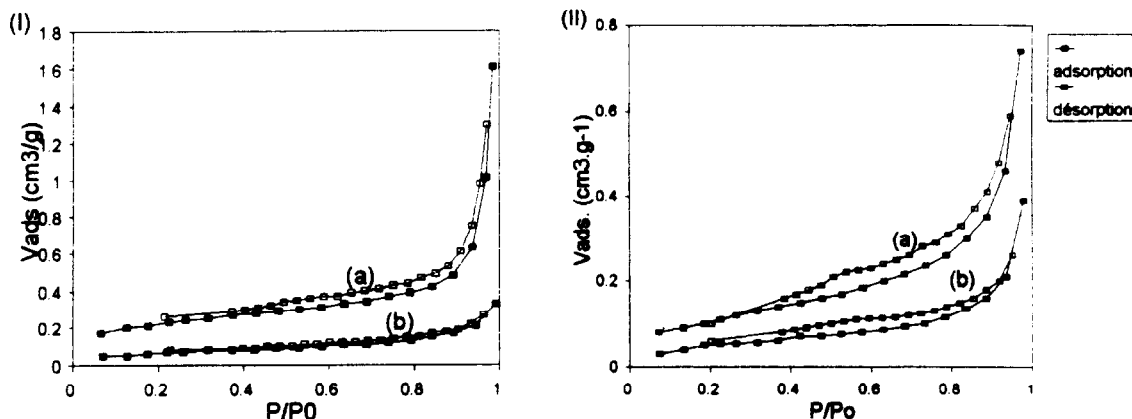 (I)
1.8
1 6
1 4
1.2
1
0.8
0.6
0.4
0.2
0
Vads (cm3/g)
(a)
(b)
0 0.2 0.4 0.6 0.8 1
P/P0
(II)
0.8
0.6
0.4
0.2
0
Vads. (cm3.g-1)
(a)
(b)
0 0.2 0.4 0.6 0.8 1
P/Po
adsorption
désorption